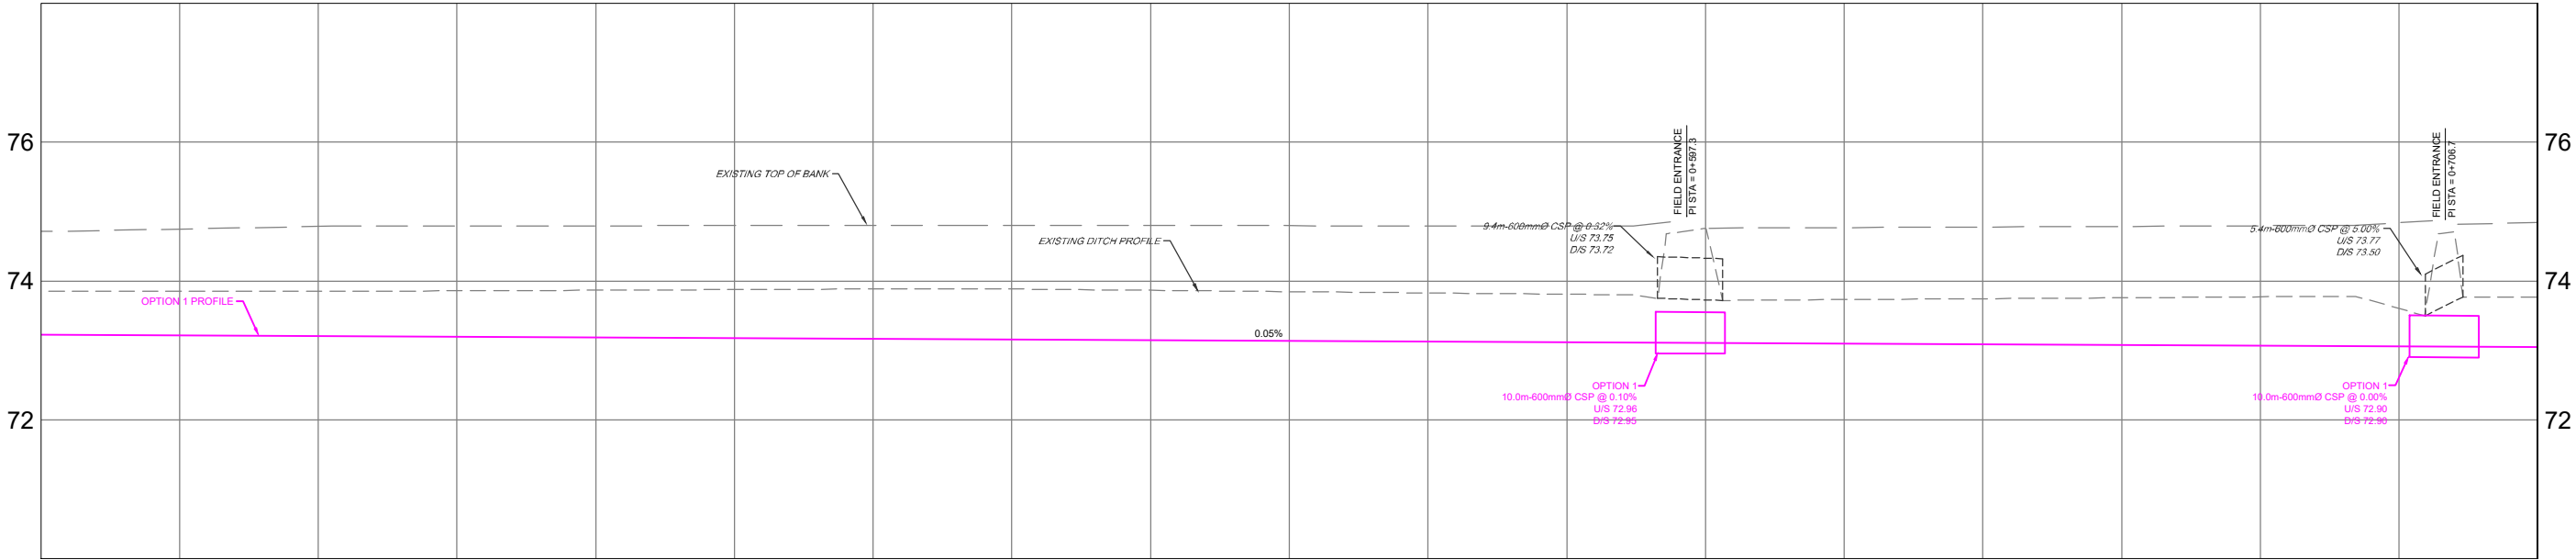 76
76
EXISTING TOP OF BANK
FIELD ENTRANCE
PI STA = 0+597.3
FIELD ENTRANCE
PI STA = 0+706.7
EXISTING DITCH PROFILE
9.4m-600mmØ CSP @ 0.32%
U/S 73.75
D/S 73.72
5.4m-600mmØ CSP @ 5.00%
U/S 73.77
D/S 73.50
74
74
OPTION 1 PROFILE
0.05%
OPTION 1
10.0m-600mmØ CSP @ 0.10%
U/S 72.96
D/S 72.95
OPTION 1
10.0m-600mmØ CSP @ 0.00%
U/S 72.90
D/S 72.90
72
72